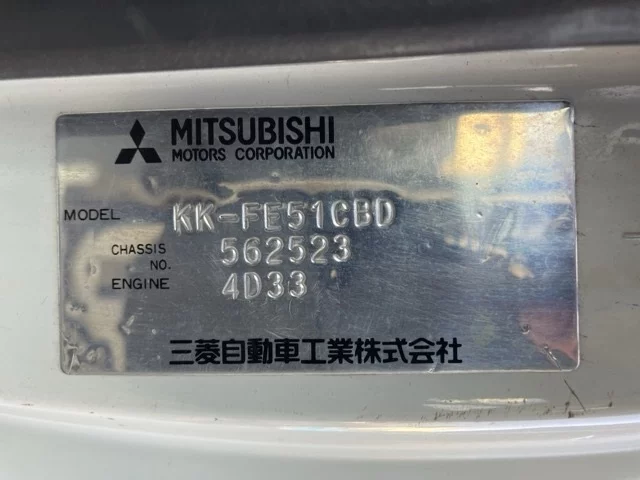 MITSUBISHI
MOTORS CORPORATION
MODEL KK-FE51CBD
CHASSIS NO. 562523
ENGINE 4D33
三菱自動車工業株式会社